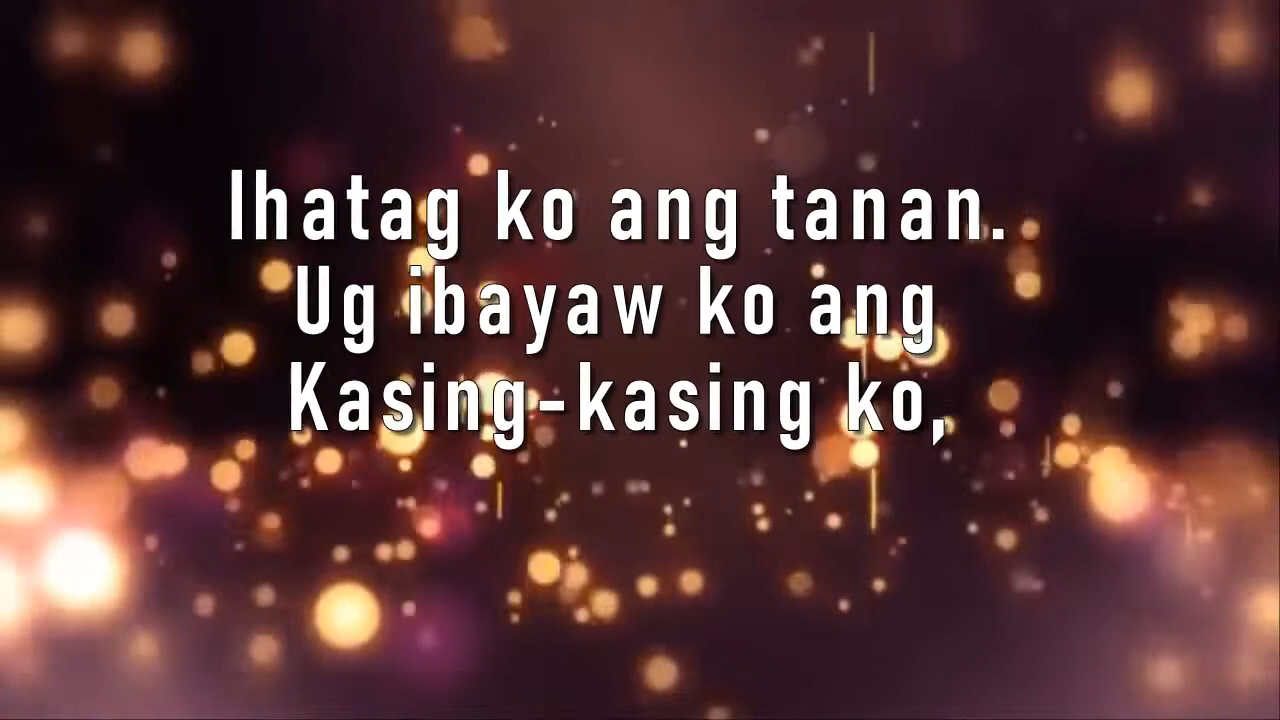 Ihatag ko ang tanan.
Ug ibayaw ko ang
Kasing-kasing ko,